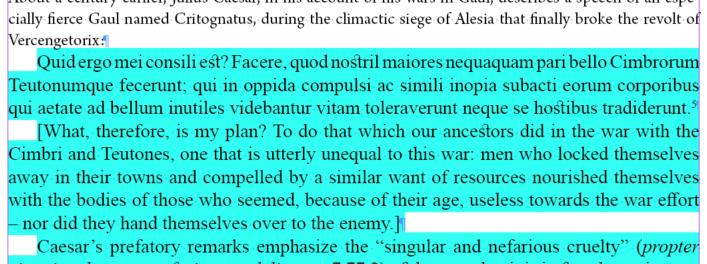 About a century earlier, Julius Caesar, in his account of his wars in Gaul, describes a speech of an espe-
cially fierce Gaul named Critognatus, during the climactic siege of Alesia that finally broke the revolt of
Vercengetorix:¶
Quid ergo mei consili est? Facere, quod nostril maiores nequaquam pari bello Cimbrorum
Teutonumque fecerunt; qui in oppida compulsi ac simili inopia subacti eorum corporibus
qui aetate ad bellum inutiles videbantur vitam toleraverunt neque se hostibus tradiderunt.⁵
[What, therefore, is my plan? To do that which our ancestors did in the war with the
Cimbri and Teutones, one that is utterly unequal to this war: men who locked themselves
away in their towns and compelled by a similar want of resources nourished themselves
with the bodies of those who seemed, because of their age, useless towards the war effort
– nor did they hand themselves over to the enemy.]¶
Caesar’s prefatory remarks emphasize the “singular and nefarious cruelty” (propter